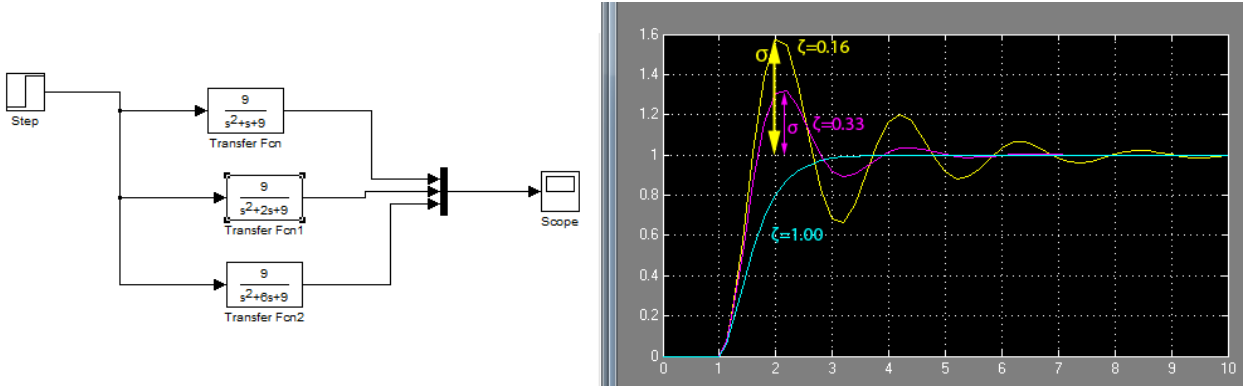 Step
9
s²+s+9
Transfer Fcn
9
s²+2s+9
Transfer Fcn1
9
s²+6s+9
Transfer Fcn2
Scope
1.6
1.4
1.2
1
0.8
0.6
0.4
0.2
0
0 1 2 3 4 5 6 7 8 9 10
σ ζ=0.16
σ ζ=0.33
ζ=1.00